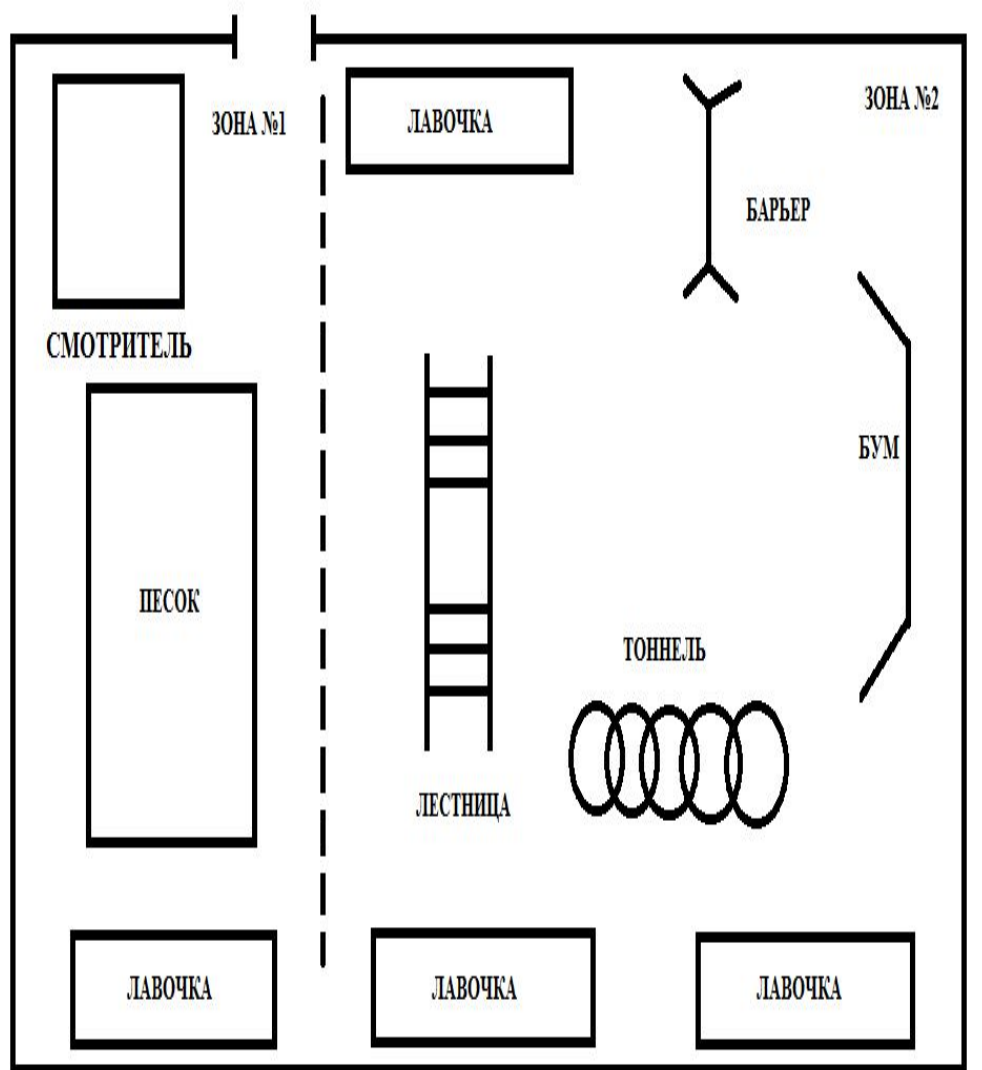 ЗОНА №1
ЛАВОЧКА
ЗОНА №2
БАРЬЕР
СМОТРИТЕЛЬ
БУМ
ПЕСОК
ТОННЕЛЬ
ЛЕСТНИЦА
ЛАВОЧКА
ЛАВОЧКА
ЛАВОЧКА